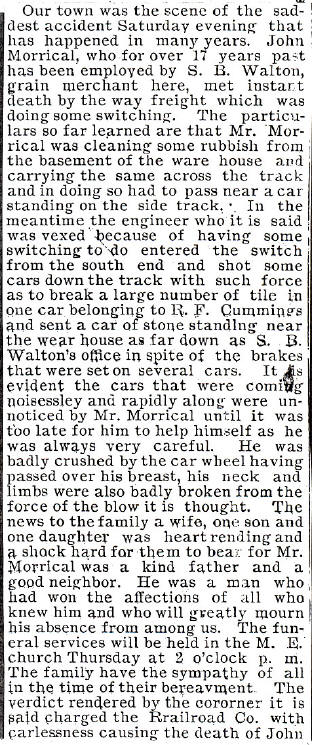 Our town was the scene of the sad-
dest accident Saturday evening that
has happened in many years. John
Morrical, who for over 17 years past
has been employed by S. B. Walton,
grain merchant here, met instant
death by the way freight which was
doing some switching. The particu-
lars so far learned are that Mr. Mor-
rical was cleaning some rubbish from
the basement of the ware house and
carrying the same across the track
and in doing so had to pass near a car
standing on the side track. In the
meantime the engineer who it is said
was vexed because of having some
switching to do entered the switch
from the south end and shot some
cars down the track with such force
as to break a large number of tile in
one car belonging to R. F. Cummings
and sent a car of stone standing near
the wear house as far down as S. B.
Walton's office in spite of the brakes
that were set on several cars. It is
evident the cars that were coming
noisessley and rapidly along were un-
noticed by Mr. Morrical until it was
too late for him to help himself as he
was always very careful. He was
badly crushed by the car wheel having
passed over his breast, his neck and
limbs were also badly broken from the
force of the blow it is thought. The
news to the family a wife, one son and
one daughter was heart rending and
a shock hard for them to bear for Mr.
Morrical was a kind father and a
good neighbor. He was a man who
had won the affections of all who
knew him and who will greatly mourn
his absence from among us. The fun-
eral services will be held in the M. E.
church Thursday at 2 o'clock p. m.
The family have the sympathy of all
in the time of their bereavment. The
verdict rendered by the cororner it is
said charged the Rrailroad Co. with
carlessness causing the death of John